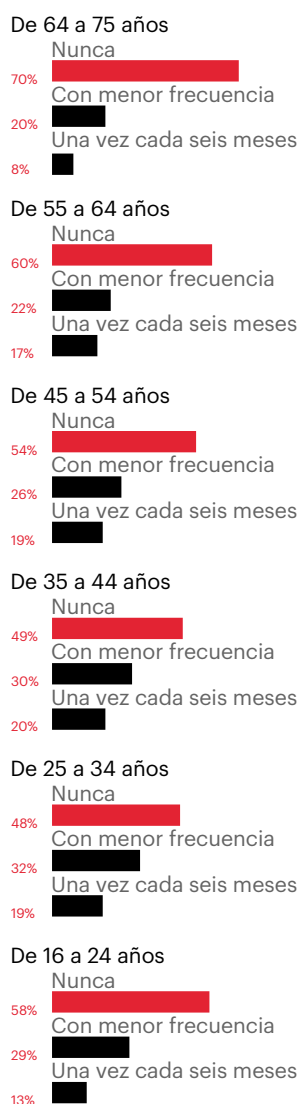 De 64 a 75 años
Nunca
70%
Con menor frecuencia
20%
Una vez cada seis meses
8%
De 55 a 64 años
Nunca
60%
Con menor frecuencia
22%
Una vez cada seis meses
17%
De 45 a 54 años
Nunca
54%
Con menor frecuencia
26%
Una vez cada seis meses
19%
De 35 a 44 años
Nunca
49%
Con menor frecuencia
30%
Una vez cada seis meses
20%
De 25 a 34 años
Nunca
48%
Con menor frecuencia
32%
Una vez cada seis meses
19%
De 16 a 24 años
Nunca
58%
Con menor frecuencia
29%
Una vez cada seis meses
13%